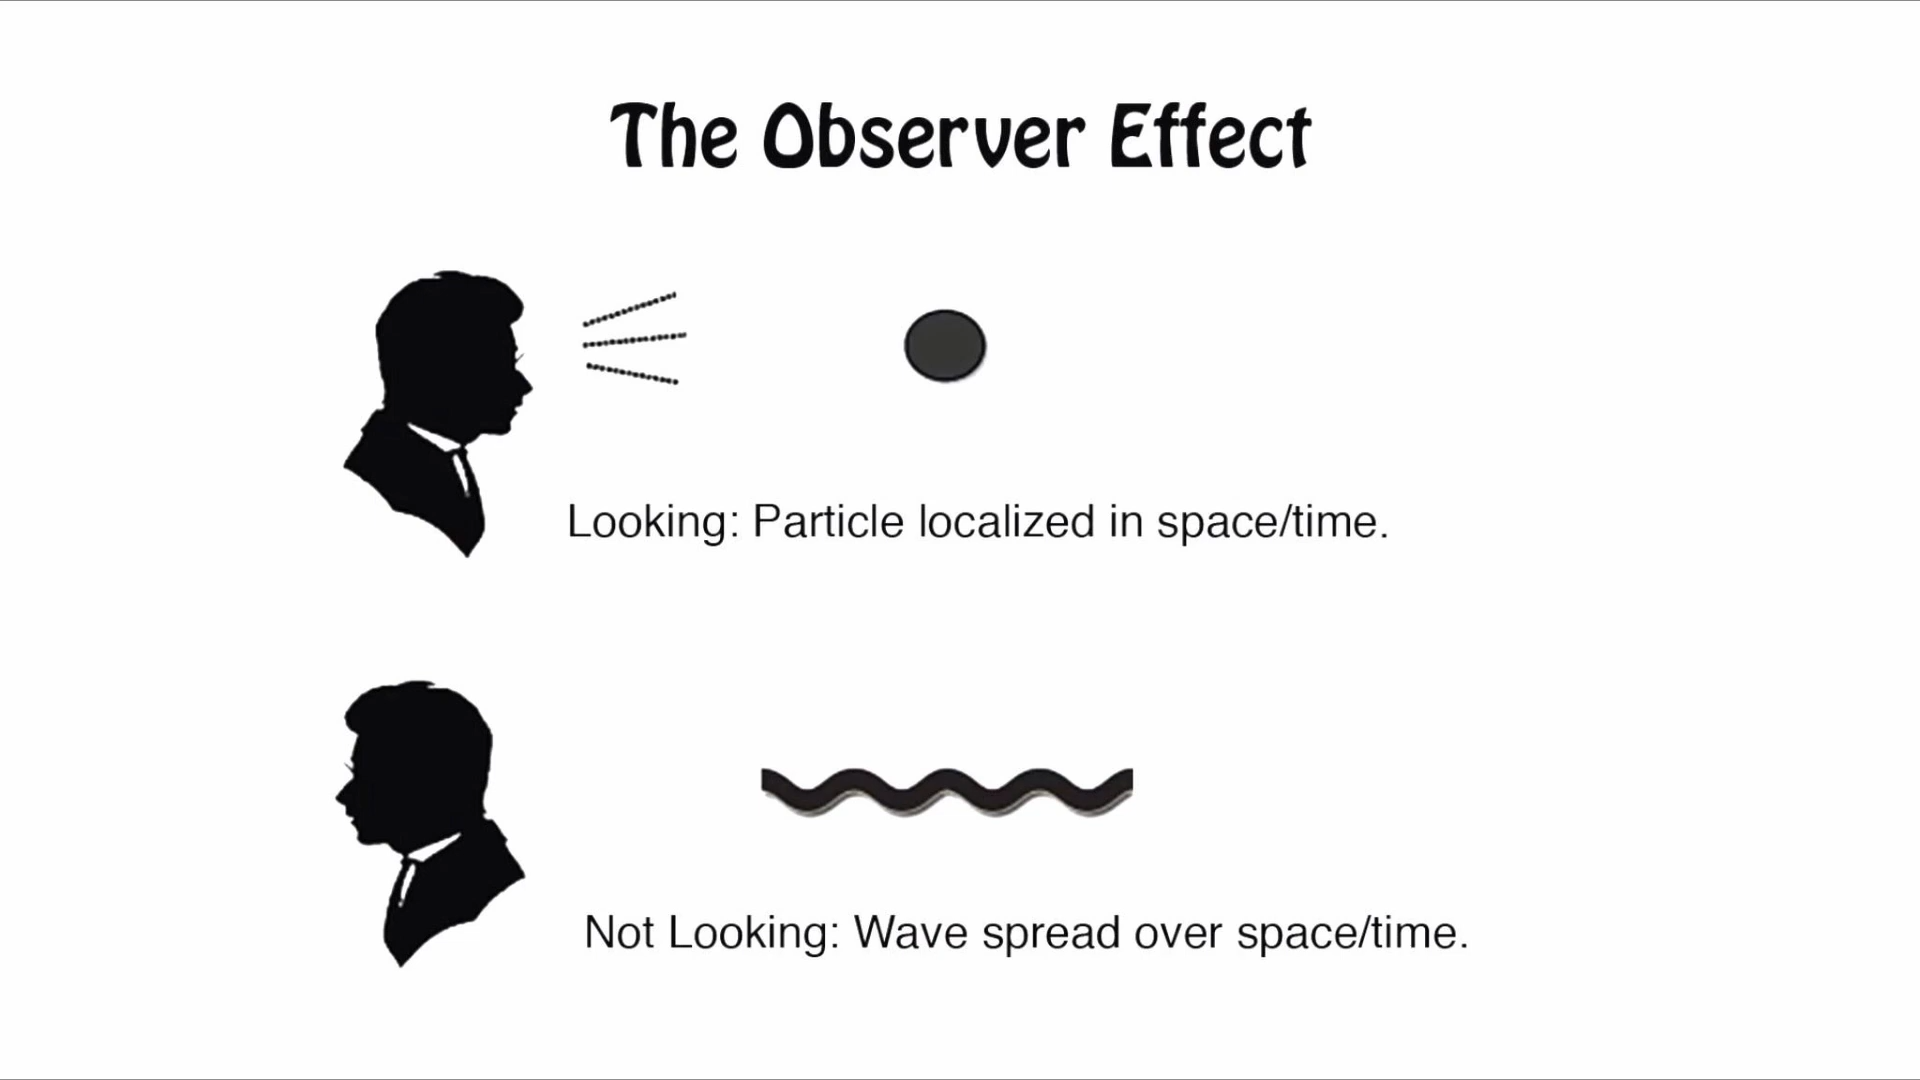 The Observer Effect
Looking: Particle localized in space/time.
Not Looking: Wave spread over space/time.